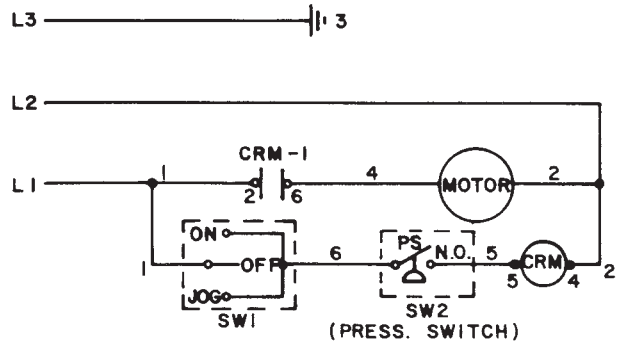 L3 3
L2
CRM-1
L1 1 2 6 4 MOTOR 2
ON
1 OFF 6 PS N.O. 5 5 CRM 4 2
JOG
SW1 SW2
(PRESS. SWITCH)